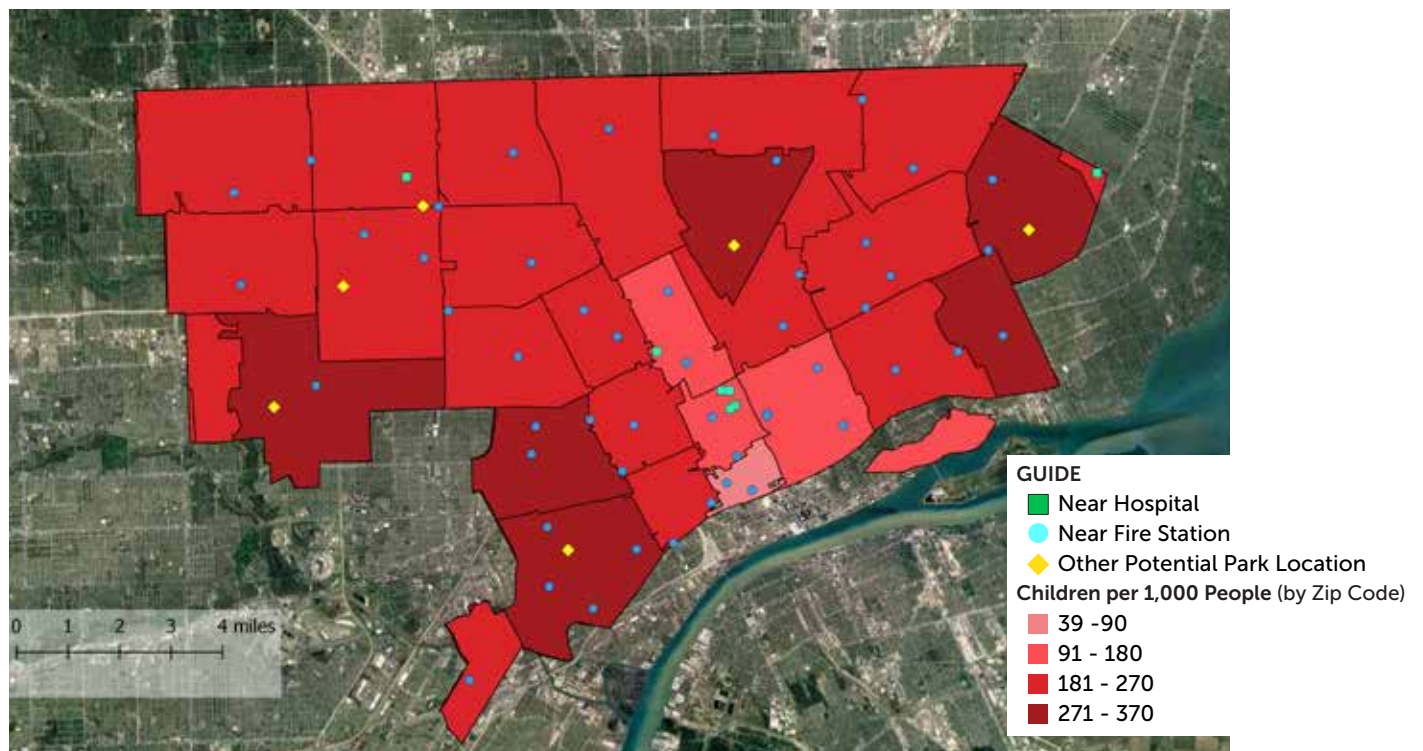 0 1 2 3 4 miles
GUIDE
Near Hospital
Near Fire Station
Other Potential Park Location
Children per 1,000 People (by Zip Code)
39 -90
91 - 180
181 - 270
271 - 370